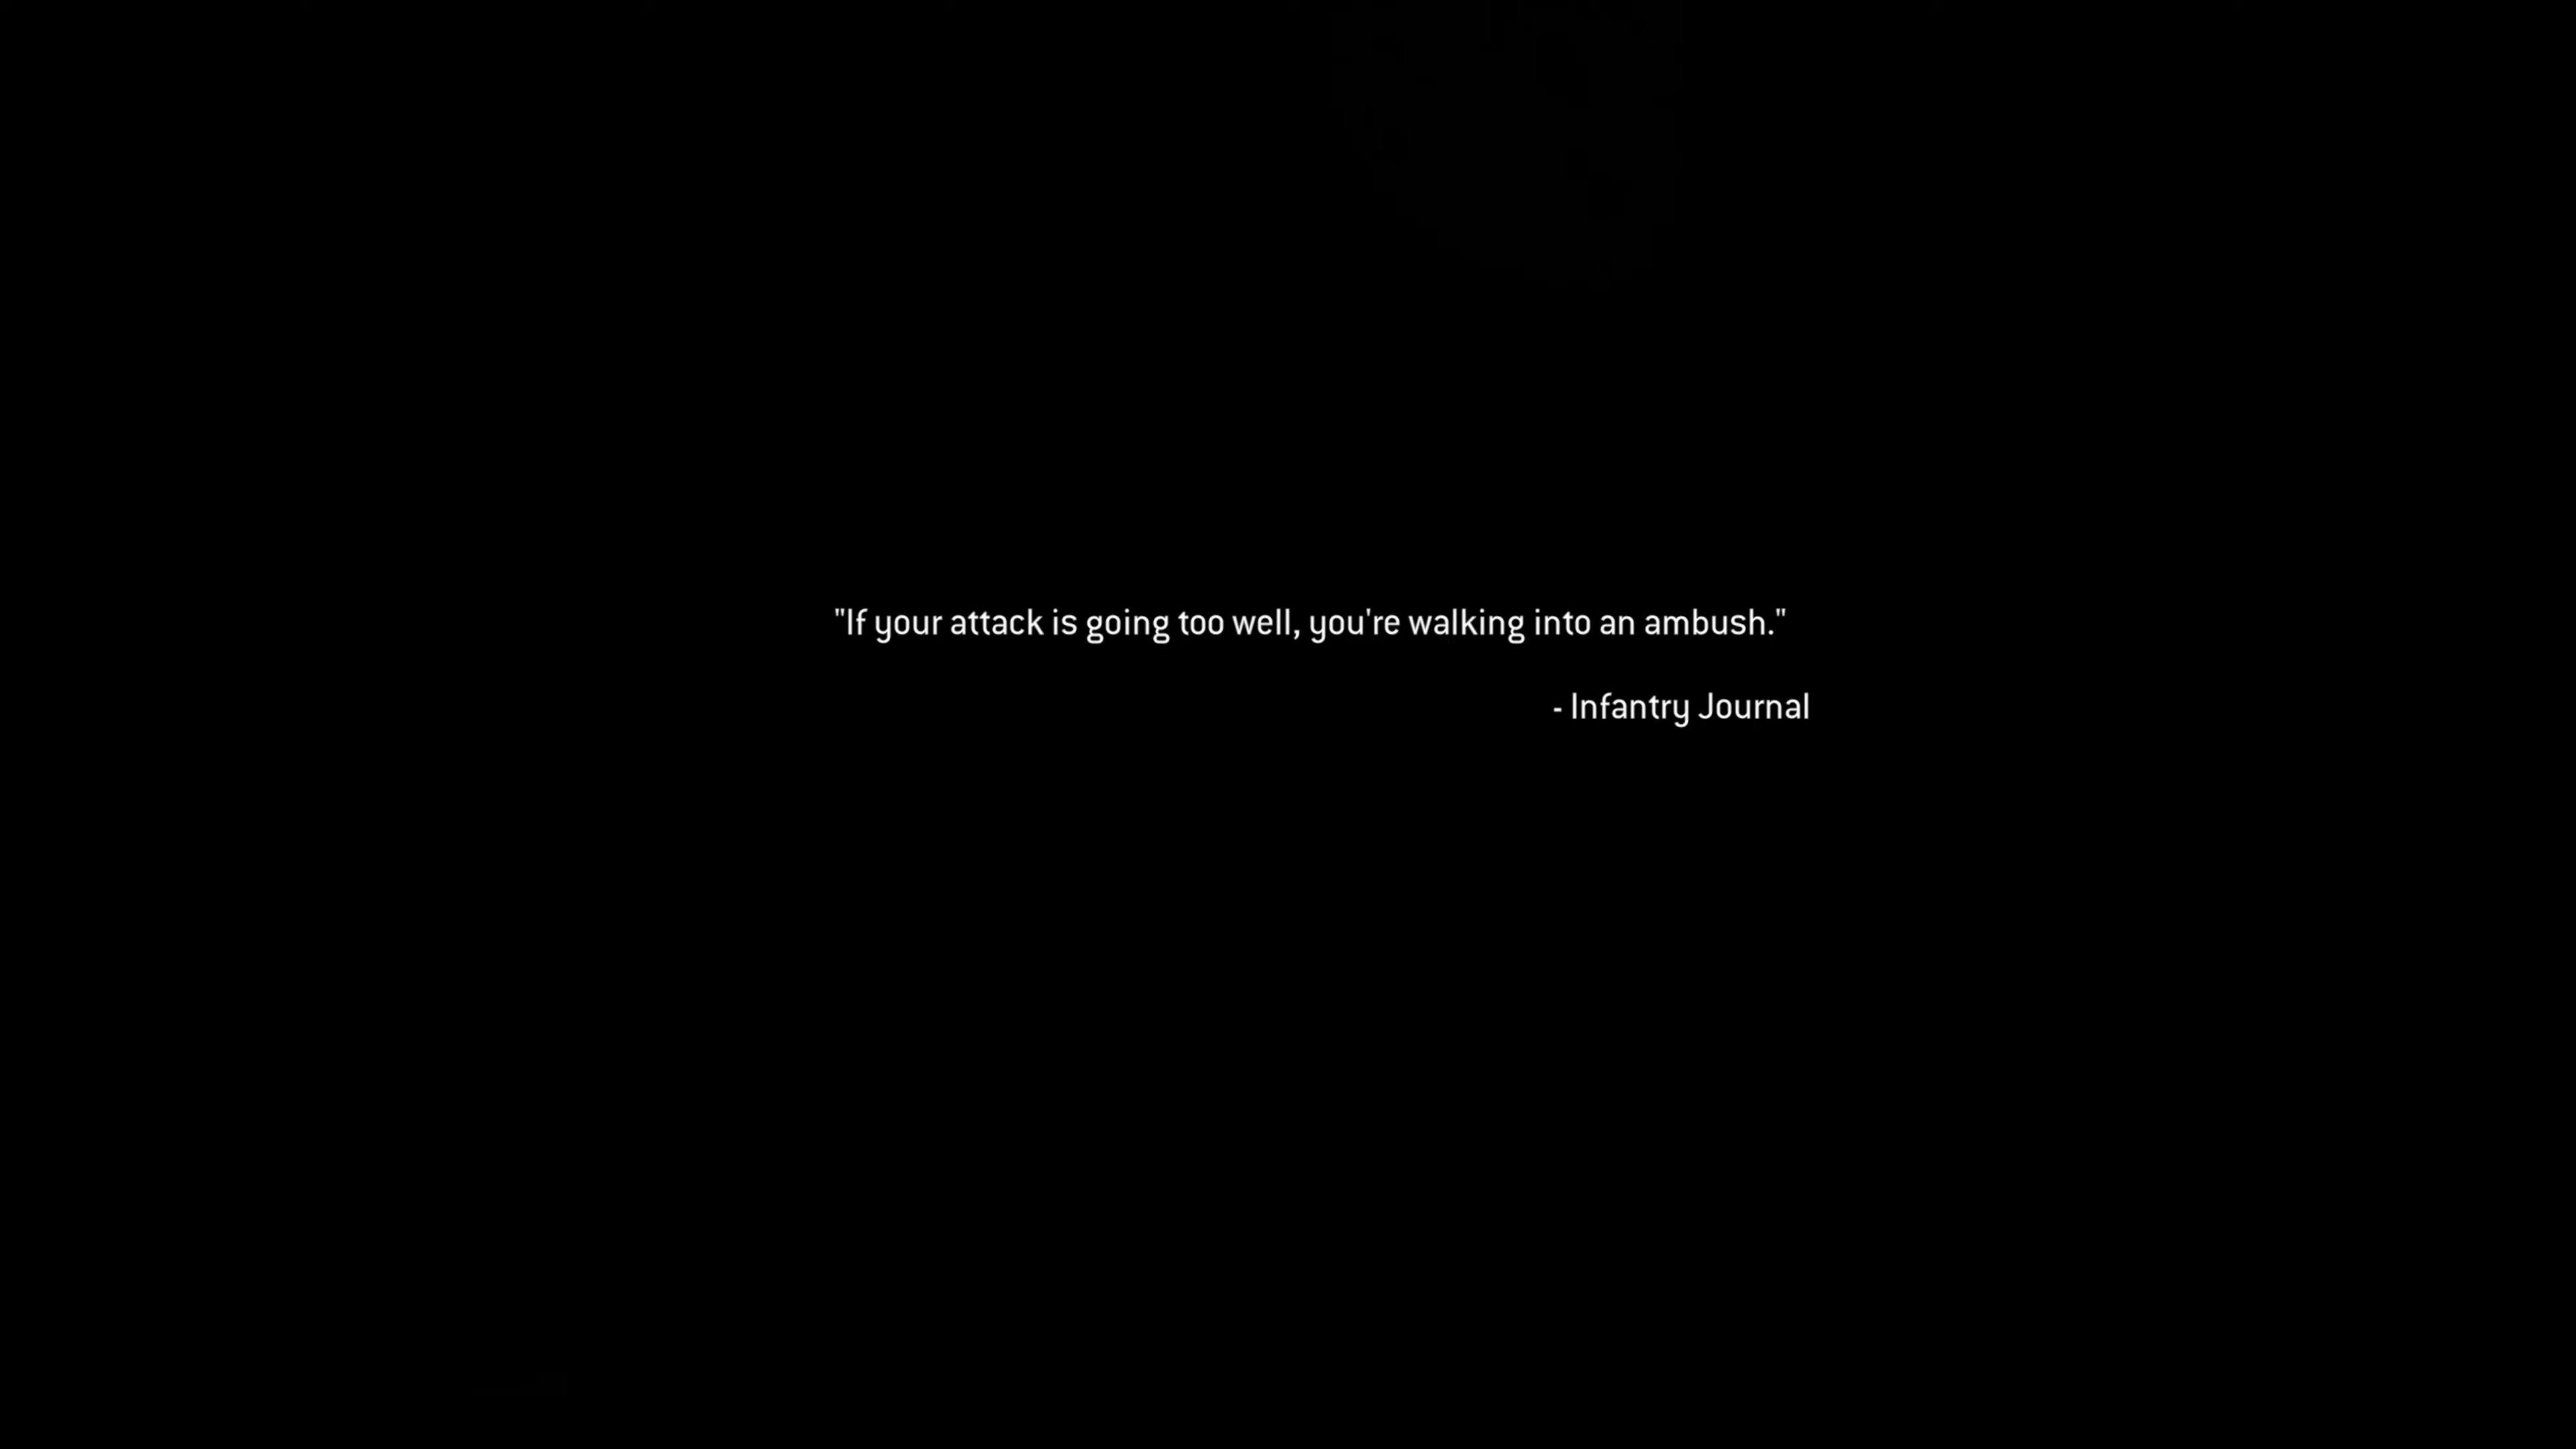 "If your attack is going too well, you're walking into an ambush."
- Infantry Journal